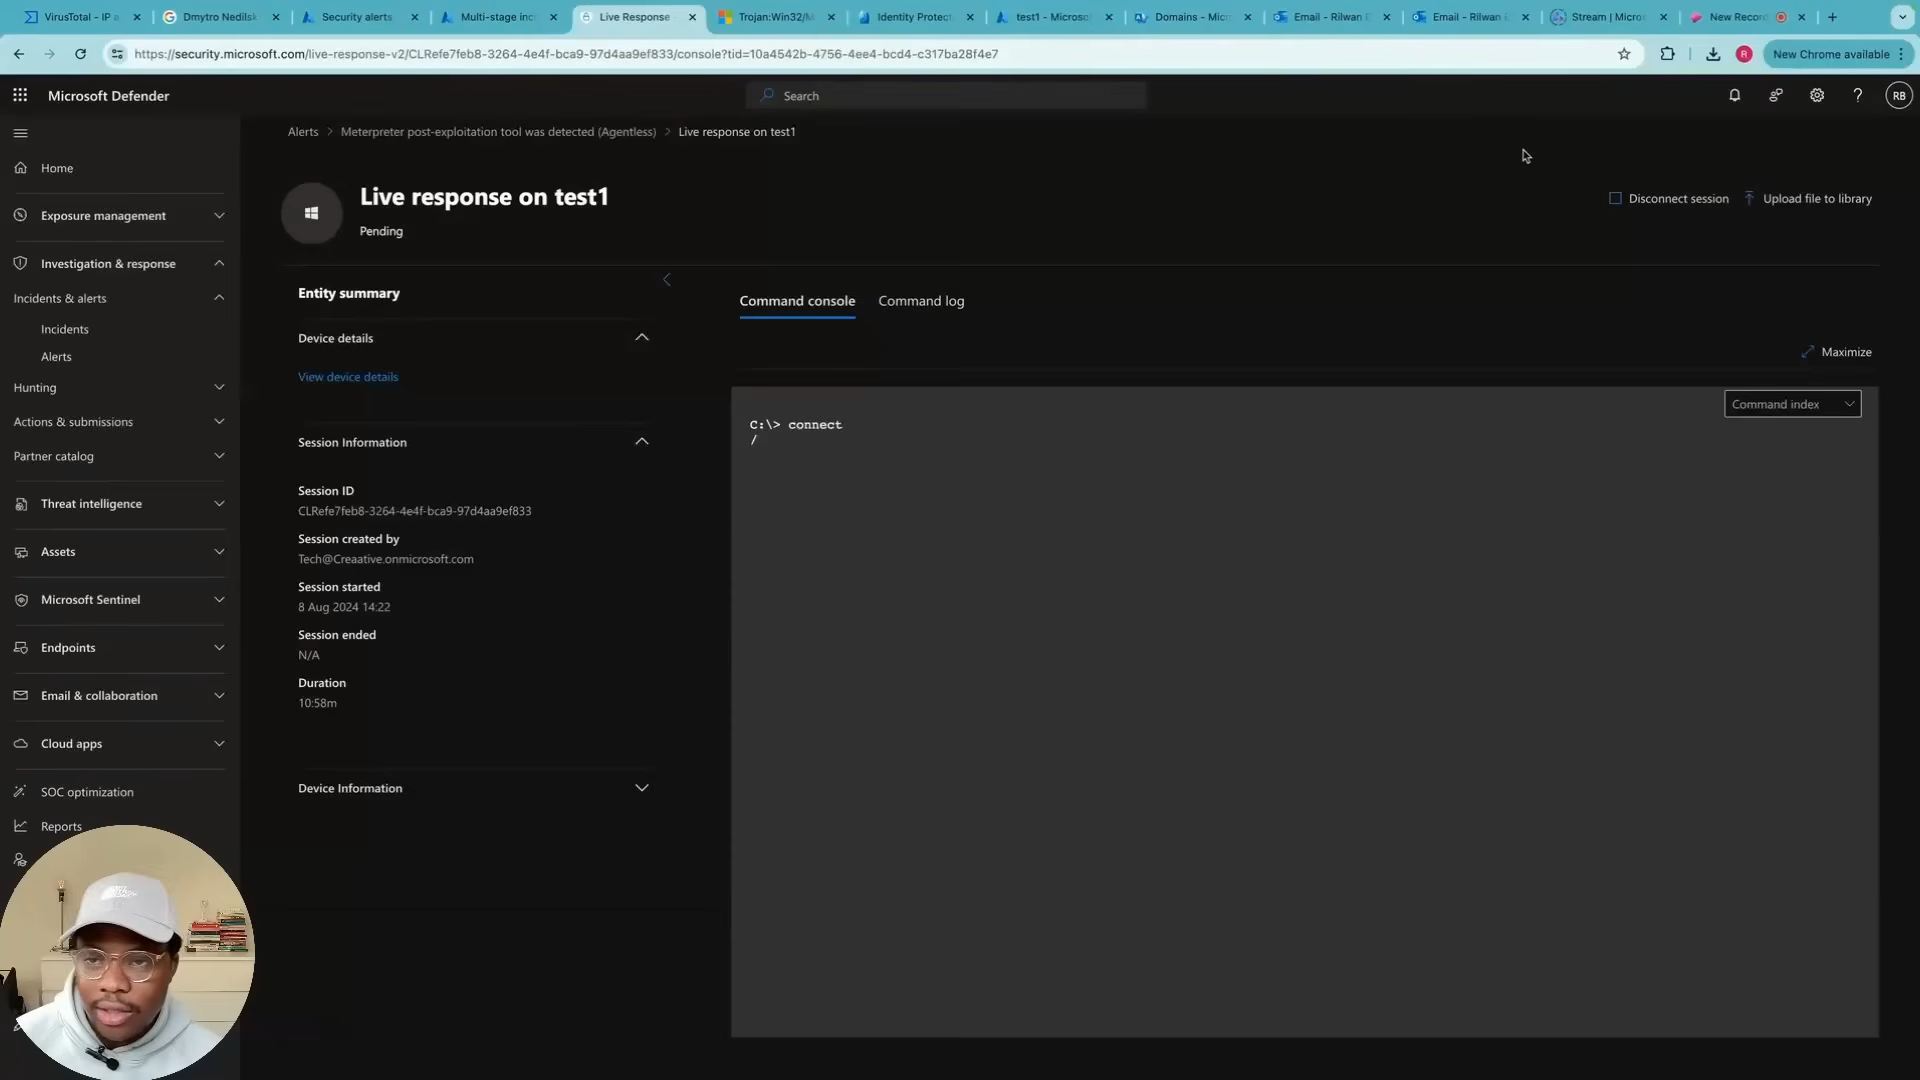 VirusTotal - IP a
Dmytro Nedilsk
Security alerts
Multi-stage inc
Live Response
Trojan:Win32/M
Identity Protect
test1 - Microso
Domains - Micr
Email - Rilwan
Email - Rilwan
Stream | Micro
New Recor
https://security.microsoft.com/live-response-v2/CLRefe7feb8-3264-4e4f-bca9-97d4aa9ef833/console?tid=10a4542b-4756-4ee4-bcd4-c317ba28f4e7
R
New Chrome available
Microsoft Defender
Search
RB
Alerts > Meterpreter post-exploitation tool was detected (Agentless) > Live response on test1
Home
Exposure management
Investigation & response
Incidents & alerts
Incidents
Alerts
Hunting
Actions & submissions
Partner catalog
Threat intelligence
Assets
Microsoft Sentinel
Endpoints
Email & collaboration
Cloud apps
SOC optimization
Reports
Live response on test1
Pending
Disconnect session
Upload file to library
Entity summary
Device details
View device details
Session Information
Session ID
CLRefe7feb8-3264-4e4f-bca9-97d4aa9ef833
Session created by
Tech@Creaative.onmicrosoft.com
Session started
8 Aug 2024 14:22
Session ended
N/A
Duration
10:58m
Device Information
Command console
Command log
Maximize
Command index
C:\> connect
/